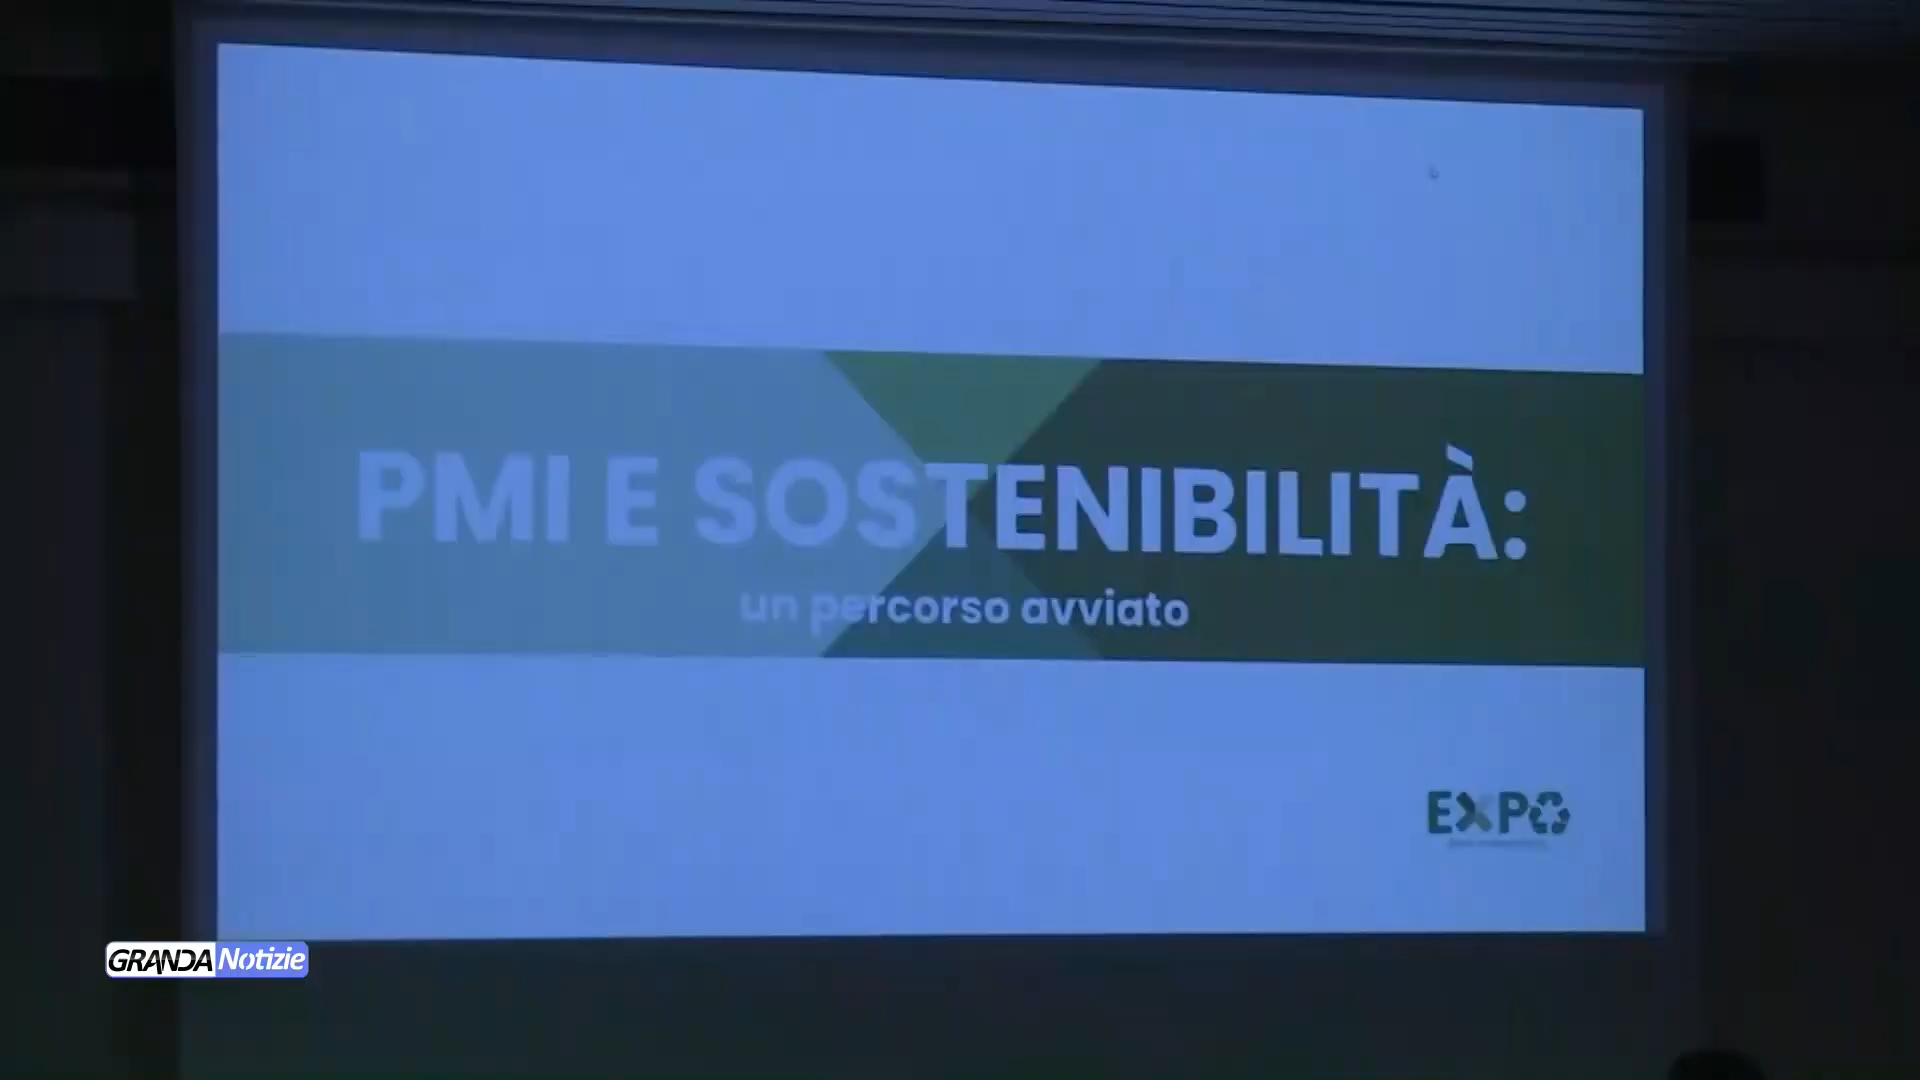 PMI E SOSTENIBILITÀ:
un percorso avviato
EXPO
GRANDA Notizie